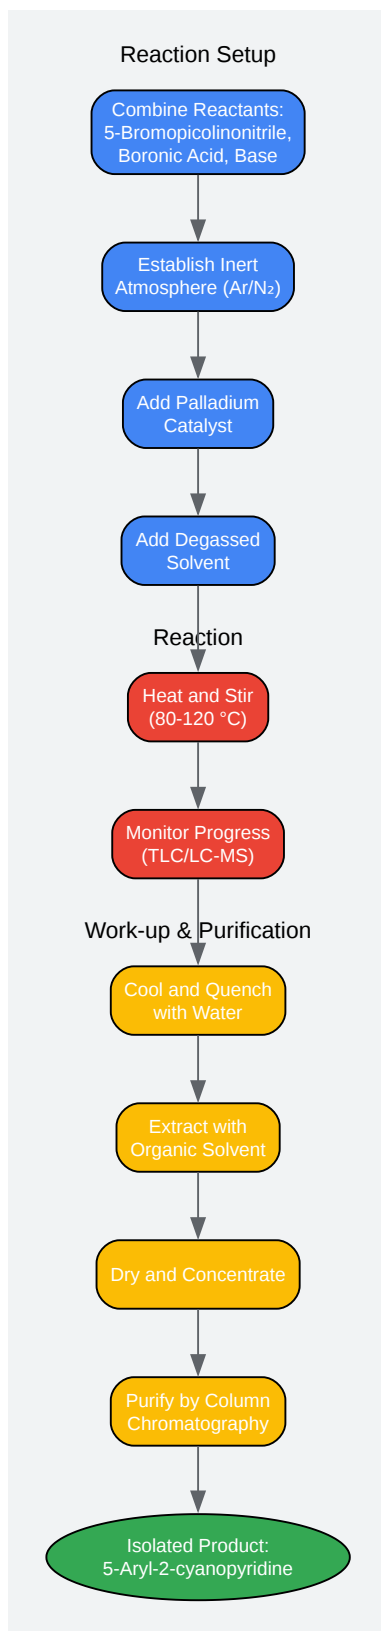 Reaction Setup
Combine Reactants:
5-Bromopicolinonitrile,
Boronic Acid, Base
Establish Inert
Atmosphere (Ar/N₂)
Add Palladium
Catalyst
Add Degassed
Solvent
Reaction
Heat and Stir
(80-120 °C)
Monitor Progress
(TLC/LC-MS)
Work-up & Purification
Cool and Quench
with Water
Extract with
Organic Solvent
Dry and Concentrate
Purify by Column
Chromatography
Isolated Product:
5-Aryl-2-cyanopyridine